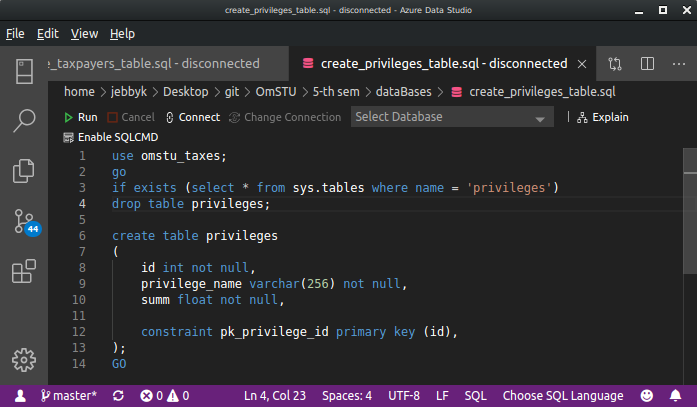 create_privileges_table.sql - disconnected - Azure Data Studio
File Edit View Help
e_taxpayers_table.sql - disconnected create_privileges_table.sql - disconnected
home > jebbyk > Desktop > git > OmSTU > 5-th sem > dataBases > create_privileges_table.sql
Run Cancel Connect Change Connection Select Database Explain
Enable SQLCMD
1 use omstu_taxes;
2 go
3 if exists (select * from sys.tables where name = 'privileges')
4 drop table privileges;
5
6 create table privileges
7 (
8 id int not null,
9 privilege_name varchar(256) not null,
10 summ float not null,
11
12 constraint pk_privilege_id primary key (id),
13 );
14 GO
44
master* 0 0 Ln 4, Col 23 Spaces: 4 UTF-8 LF SQL Choose SQL Language